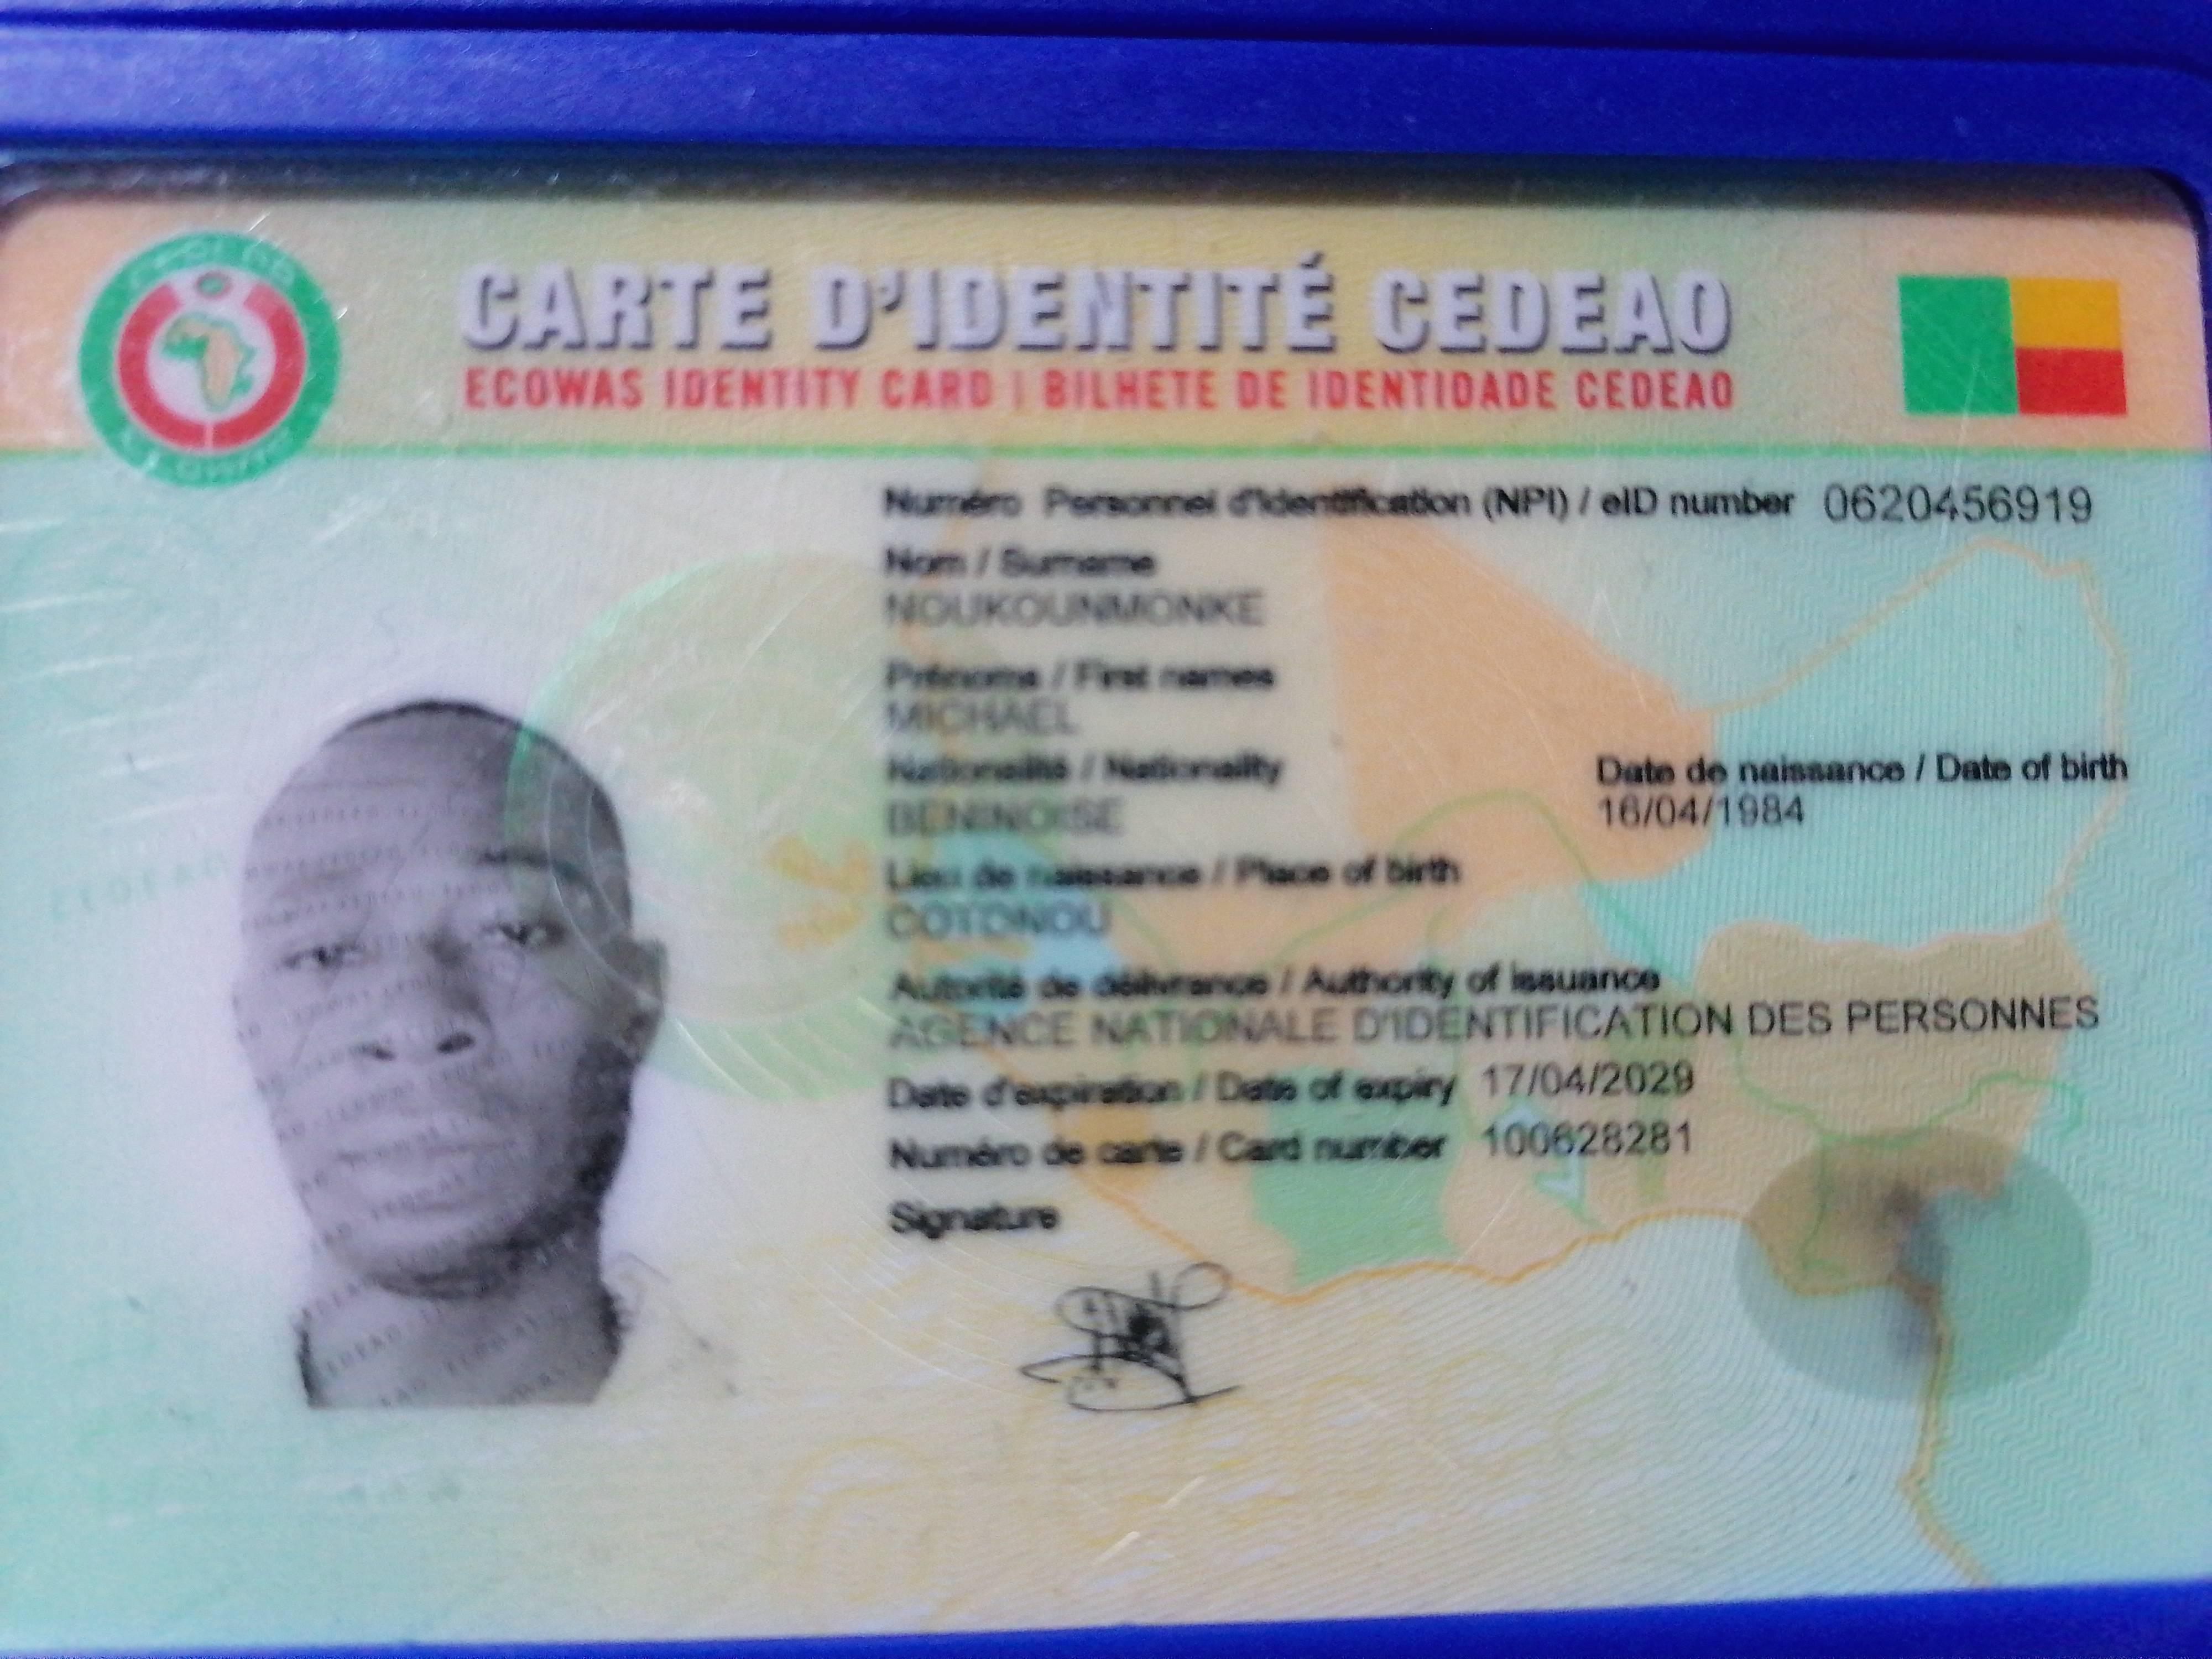 CARTE D'IDENTITÉ CEDEAO
ECOWAS IDENTITY CARD | BILHETE DE IDENTIDADE CEDEAO
Numéro Personnel d'identification (NPI) / eID number 0620456919
Nom / Surname
NOUKOUNMONKE
Prénoms / First names
MICHAEL
Nationalité / Nationality
BENINOISE
Date de naissance / Date of birth
16/04/1984
Lieu de naissance / Place of birth
COTONOU
Autorité de délivrance / Authority of issuance
AGENCE NATIONALE D'IDENTIFICATION DES PERSONNES
Date d'expiration / Date of expiry 17/04/2029
Numéro de carte / Card number 100628281
Signature